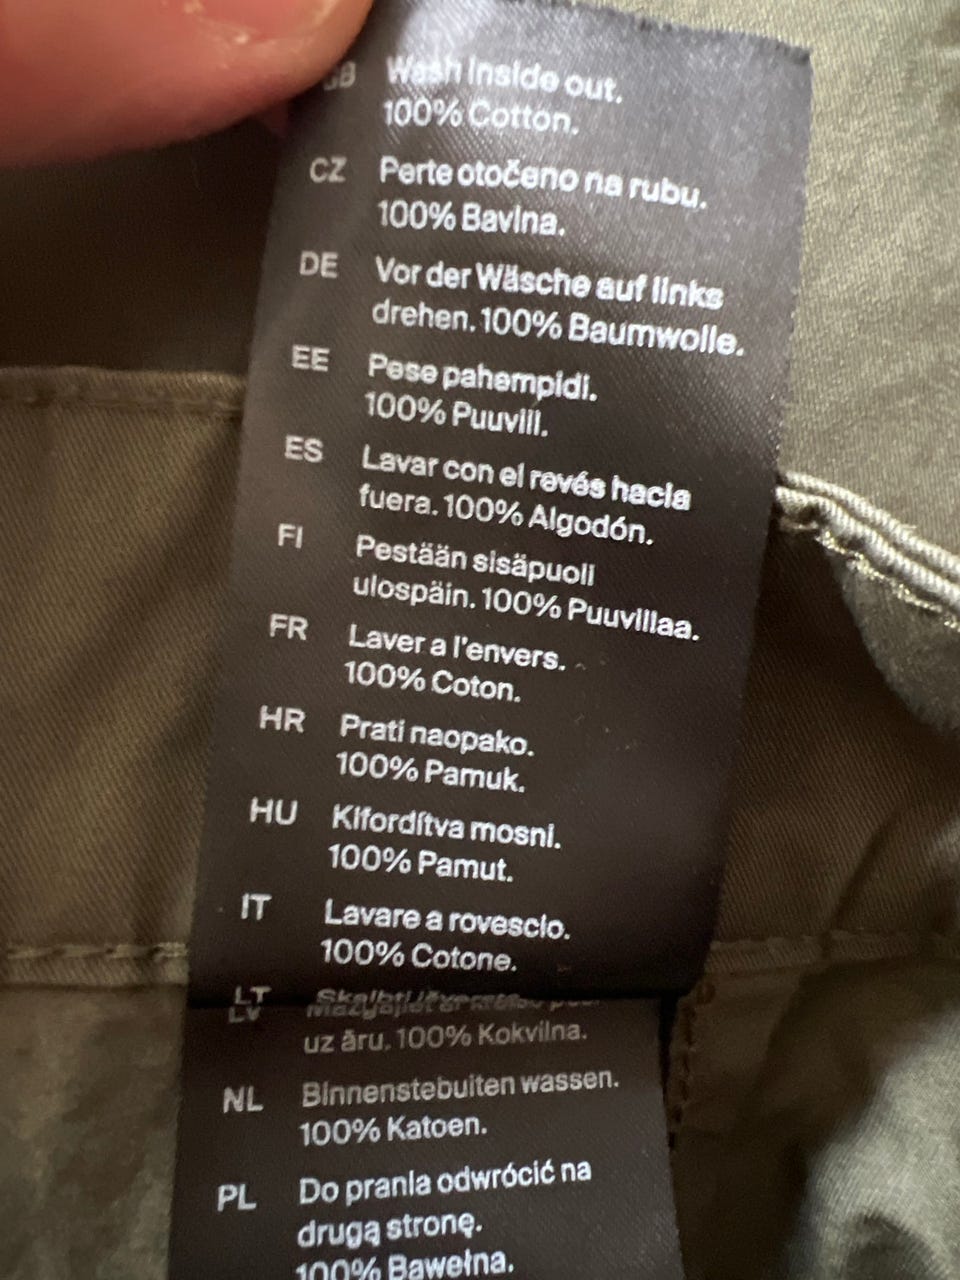 GB Wash inside out.
100% Cotton.
CZ Perte otočeno na rubu.
100% Bavlna.
DE Vor der Wäsche auf links
drehen. 100% Baumwolle.
EE Pese pahempidi.
100% Puuvill.
ES Lavar con el revés hacia
fuera. 100% Algodón.
FI Pestään sisäpuoli
ulospäin. 100% Puuvillaa.
FR Laver a l'envers.
100% Coton.
HR Prati naopako.
100% Pamuk.
HU Kifordítva mosni.
100% Pamut.
IT Lavare a rovescio.
100% Cotone.
LT
LV
uz āru. 100% Kokvilna.
NL Binnenstebuiten wassen.
100% Katoen.
PL Do prania odwrócić na
drugą stronę.
100% Bawełna.